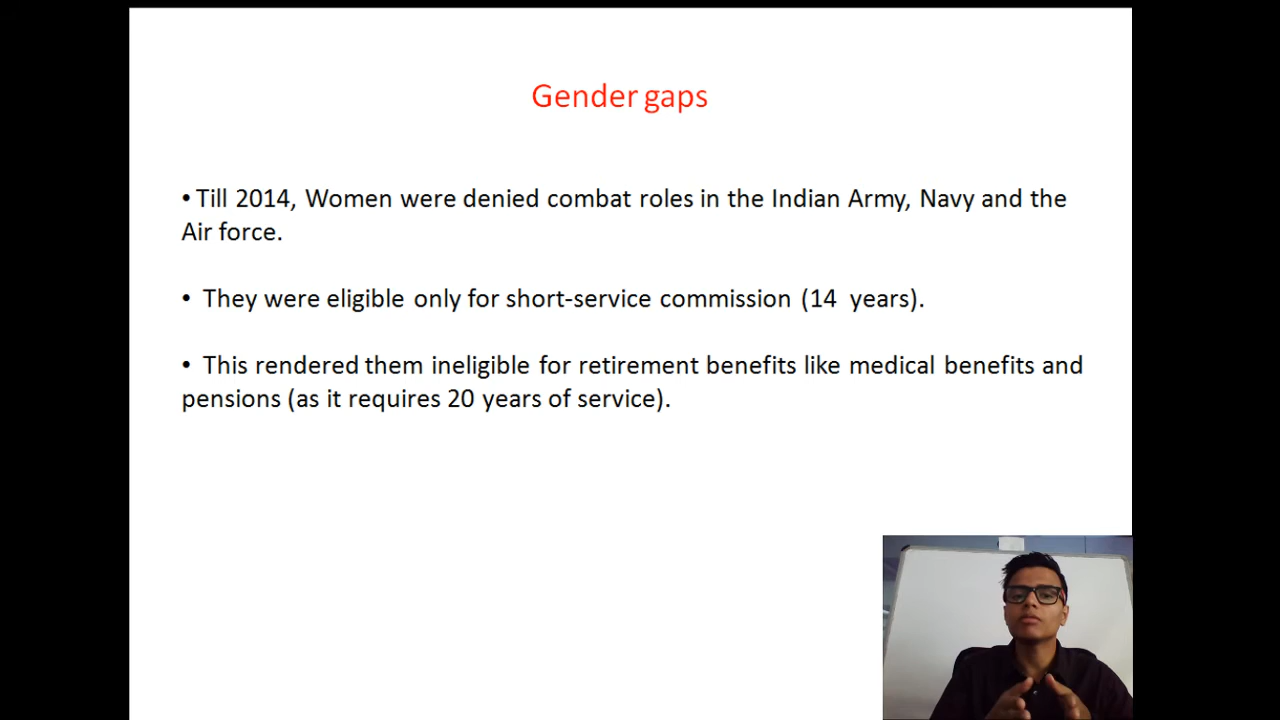 Gender gaps
• Till 2014, Women were denied combat roles in the Indian Army, Navy and the
Air force.
• They were eligible only for short-service commission (14 years).
• This rendered them ineligible for retirement benefits like medical benefits and
pensions (as it requires 20 years of service).